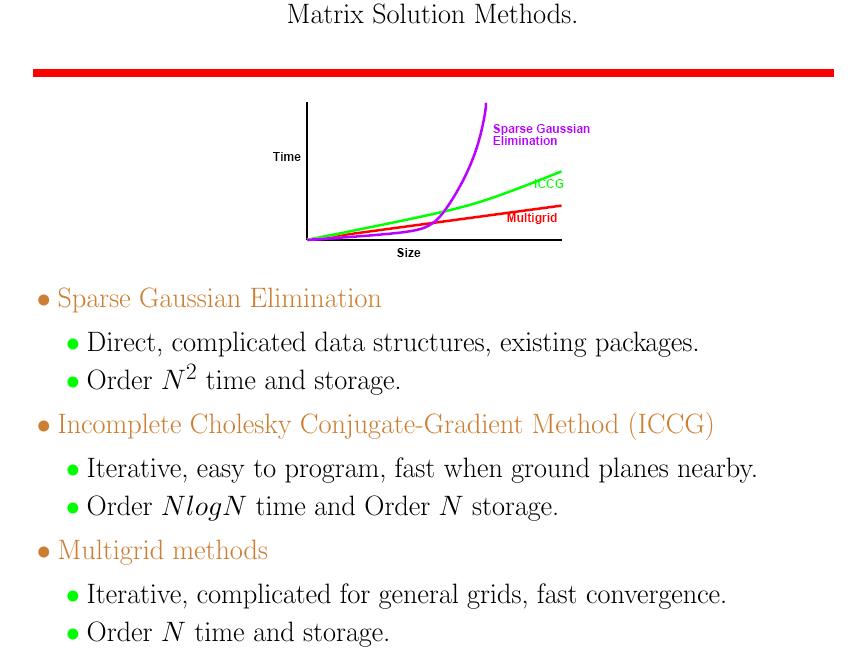 Matrix Solution Methods.
Sparse Gaussian
Elimination
Time
ICCG
Multigrid
Size
• Sparse Gaussian Elimination
• Direct, complicated data structures, existing packages.
• Order N² time and storage.
• Incomplete Cholesky Conjugate-Gradient Method (ICCG)
• Iterative, easy to program, fast when ground planes nearby.
• Order NlogN time and Order N storage.
• Multigrid methods
• Iterative, complicated for general grids, fast convergence.
• Order N time and storage.